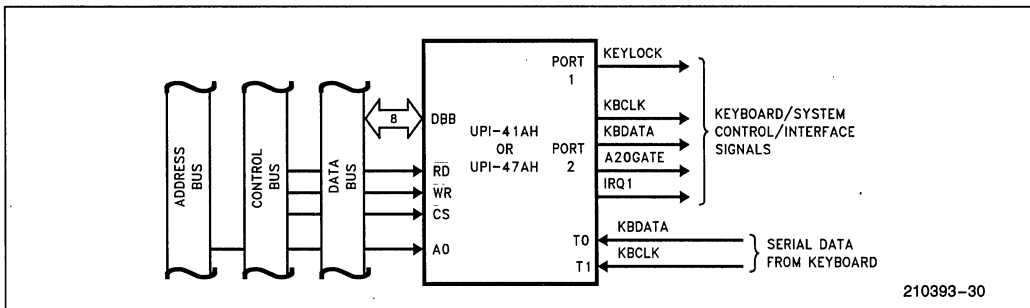 ADDRESS
BUS
CONTROL
BUS
DATA
BUS
8
DBB
RD
WR
CS
A0
UPI-41AH
OR
UPI-47AH
PORT
1
PORT
2
T0
T1
KEYLOCK
KBCLK
KBDATA
A20GATE
IRQ1
KEYBOARD/SYSTEM
CONTROL/INTERFACE
SIGNALS
KBDATA
KBCLK
SERIAL DATA
FROM KEYBOARD
210393-30